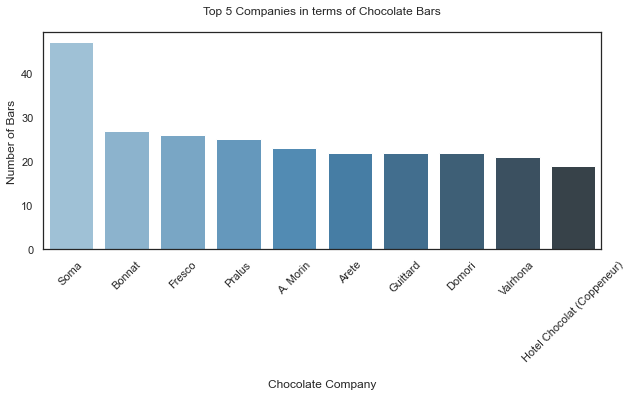 Top 5 Companies in terms of Chocolate Bars
Number of Bars
40
30
20
10
0
Soma
Bonnat
Fresco
Pralus
A. Morin
Arete
Guittard
Domori
Valrhona
Hotel Chocolat (Coppeneur)
Chocolate Company